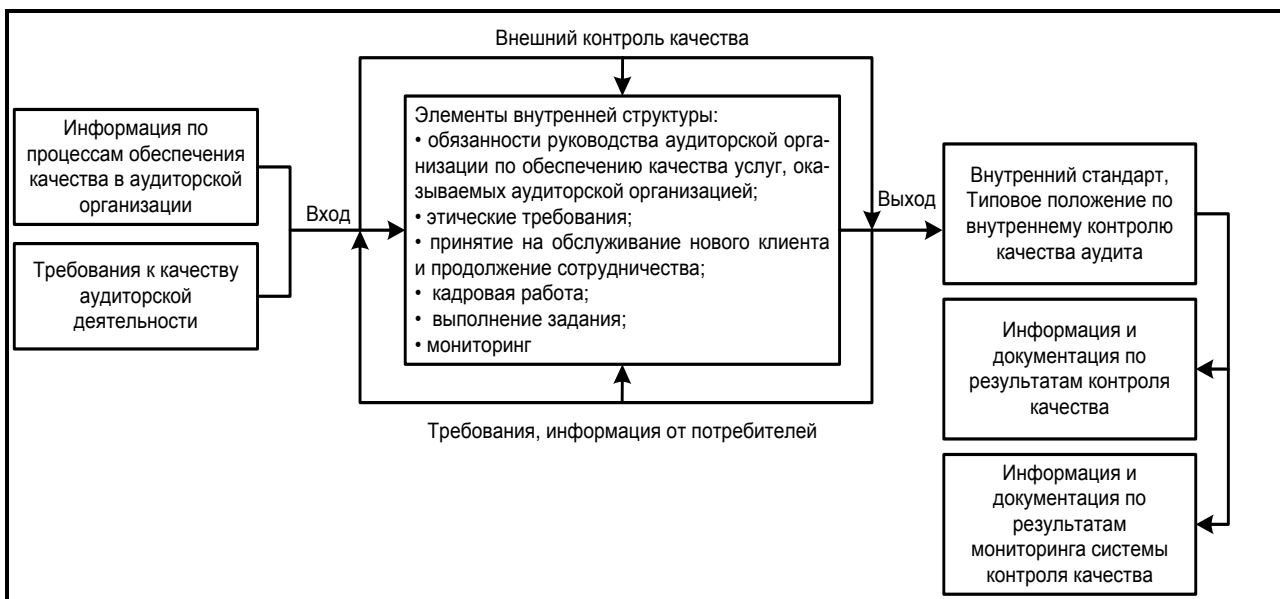 Внешний контроль качества
Информация по
процессам обеспечения
качества в аудиторской
организации
Требования к качеству
аудиторской
деятельности
Вход
Элементы внутренней структуры:
• обязанности руководства аудиторской орга-
низации по обеспечению качества услуг, ока-
зываемых аудиторской организацией;
• этические требования;
• принятие на обслуживание нового клиента
и продолжение сотрудничества;
• кадровая работа;
• выполнение задания;
• мониторинг
Требования, информация от потребителей
Выход
Внутренний стандарт,
Типовое положение по
внутреннему контролю
качества аудита
Информация и
документация по
результатам контроля
качества
Информация и
документация по
результатам
мониторинга системы
контроля качества